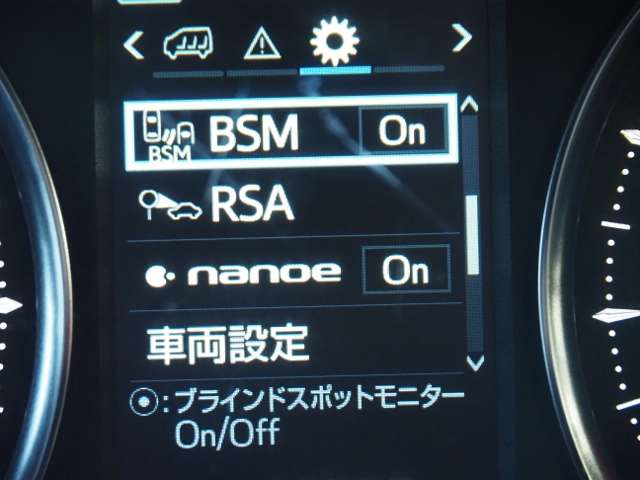 BSM
BSM On
RSA
nanoe On
車両設定
⦿:ブラインドスポットモニター
On/Off